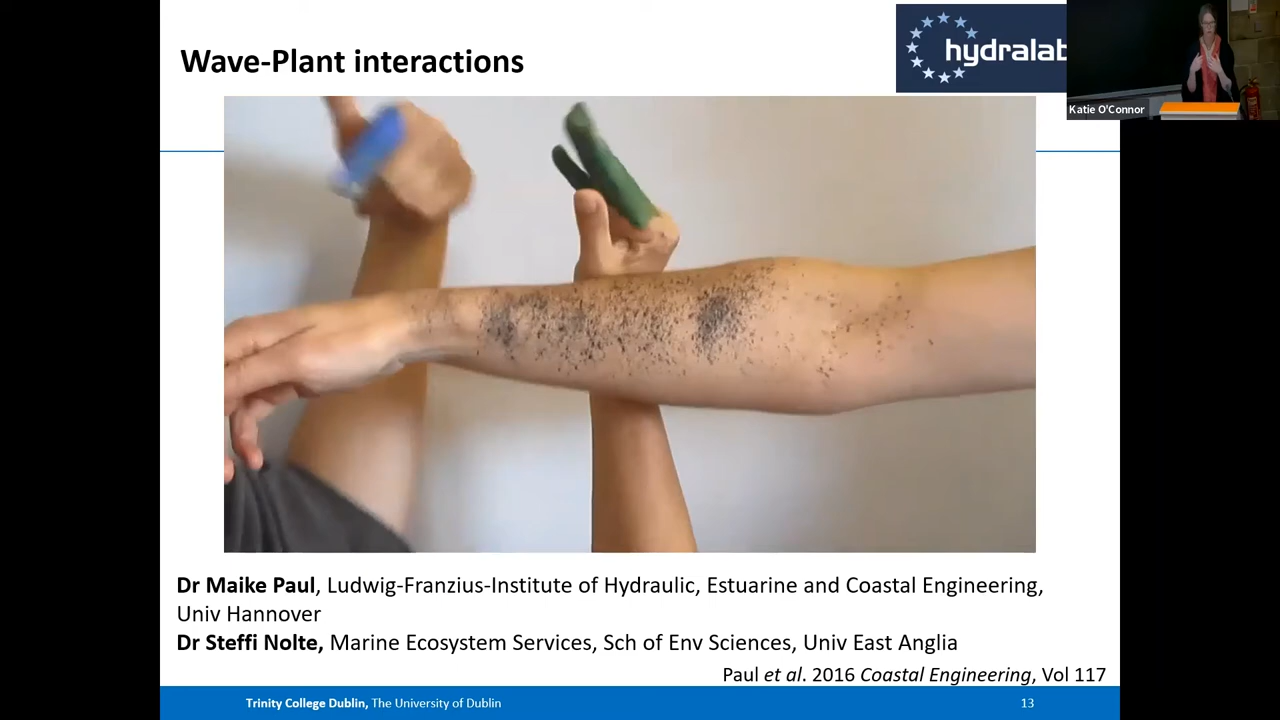 Wave-Plant interactions
hydralab
Katie O'Connor
Dr Maike Paul, Ludwig-Franzius-Institute of Hydraulic, Estuarine and Coastal Engineering,
Univ Hannover
Dr Steffi Nolte, Marine Ecosystem Services, Sch of Env Sciences, Univ East Anglia
Paul et al. 2016 Coastal Engineering, Vol 117
Trinity College Dublin, The University of Dublin
13